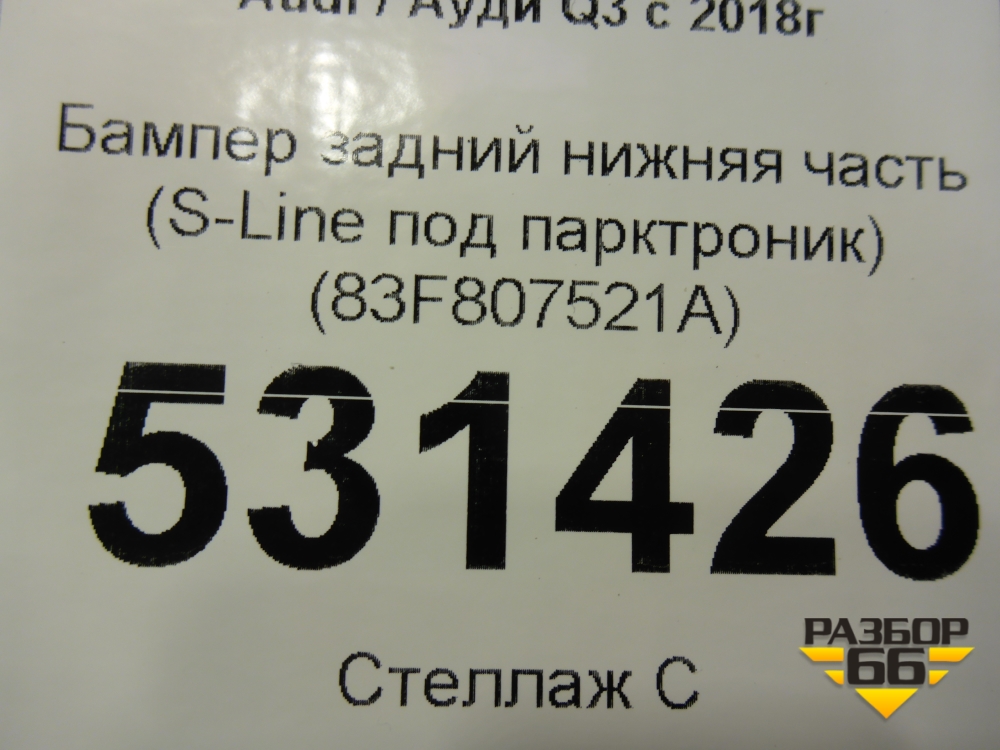 Audi / Ауди Q3 с 2018г
Бампер задний нижняя часть
(S-Line под парктроник)
(83F807521A)
531426
Стеллаж С
РАЗБОР
66